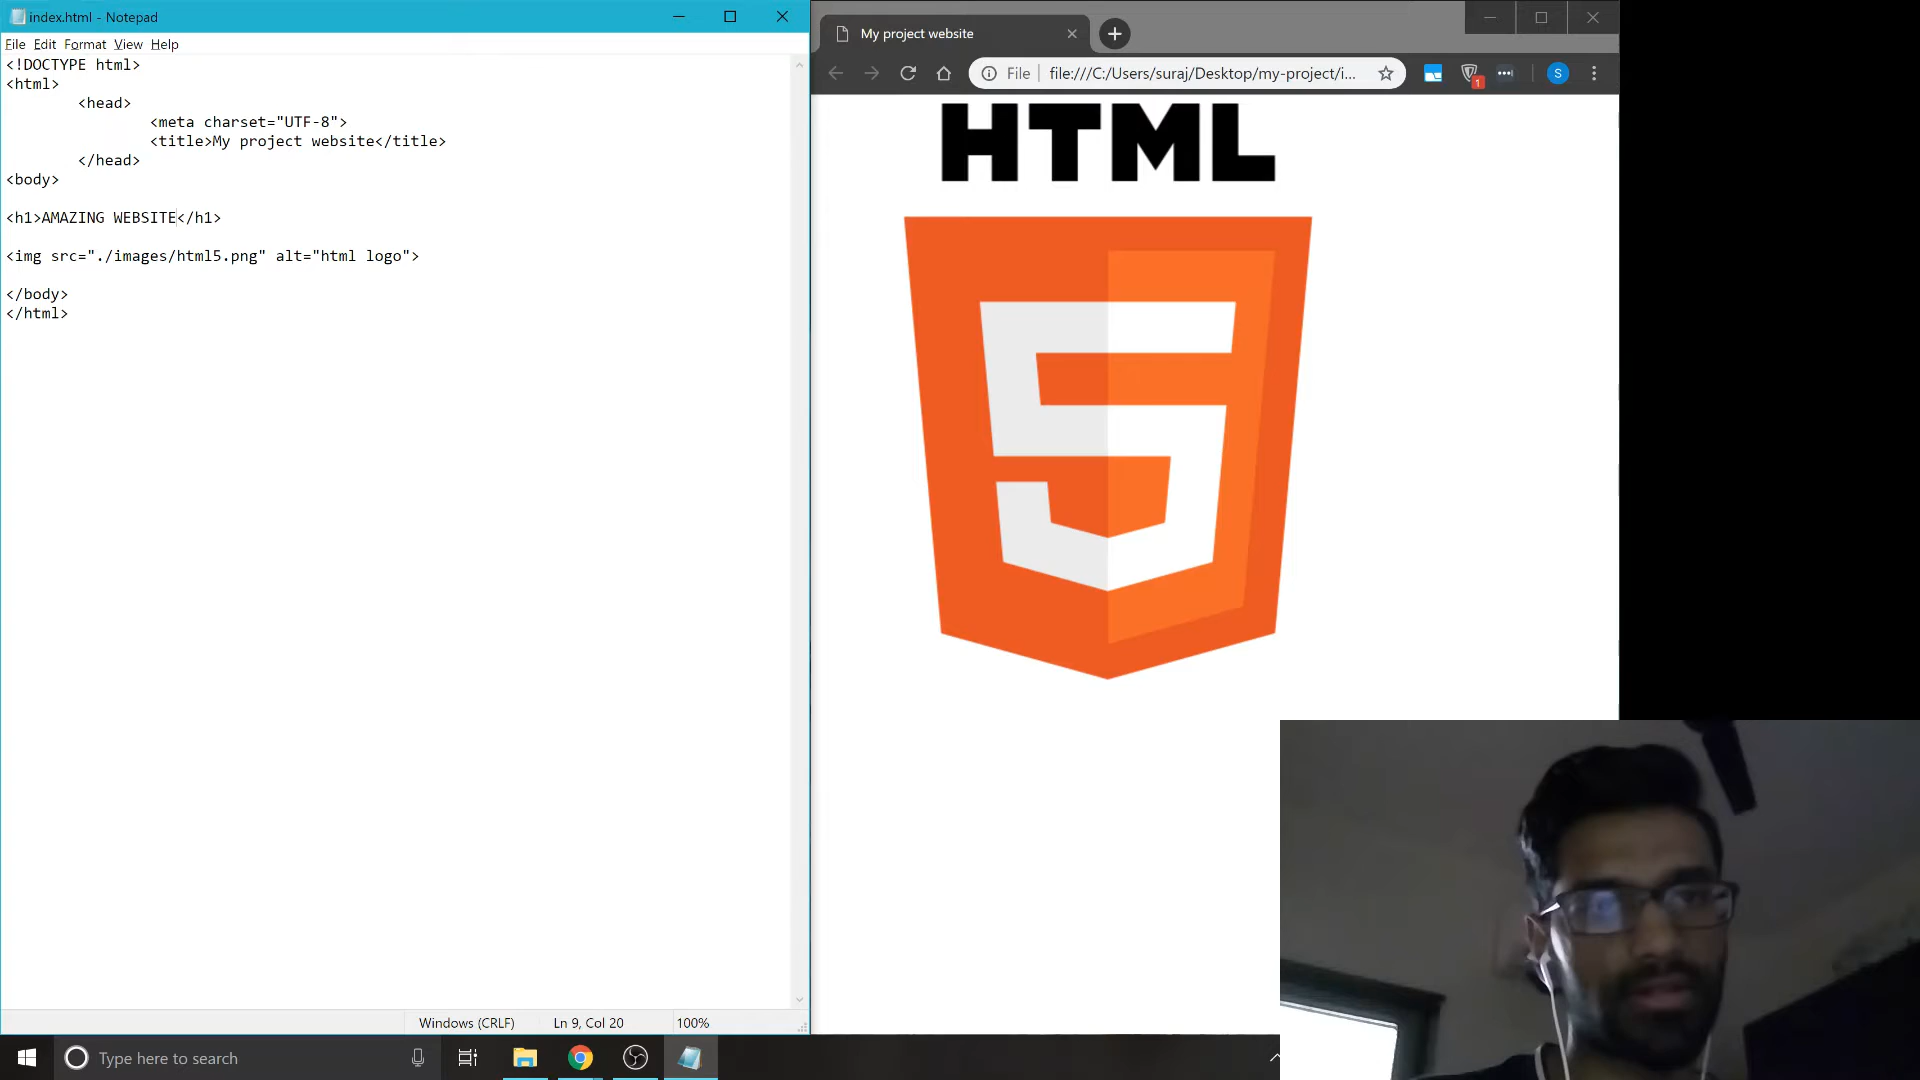 index.html - Notepad
File Edit Format View Help
<!DOCTYPE html>
<html>
<head>
<meta charset="UTF-8">
<title>My project website</title>
</head>
<body>
<h1>AMAZING WEBSITE</h1>
<img src="./images/html5.png" alt="html logo">
</body>
</html>
Windows (CRLF) Ln 9, Col 20 100%
My project website
File file:///C:/Users/suraj/Desktop/my-project/i... 1 S
HTML
5
Type here to search